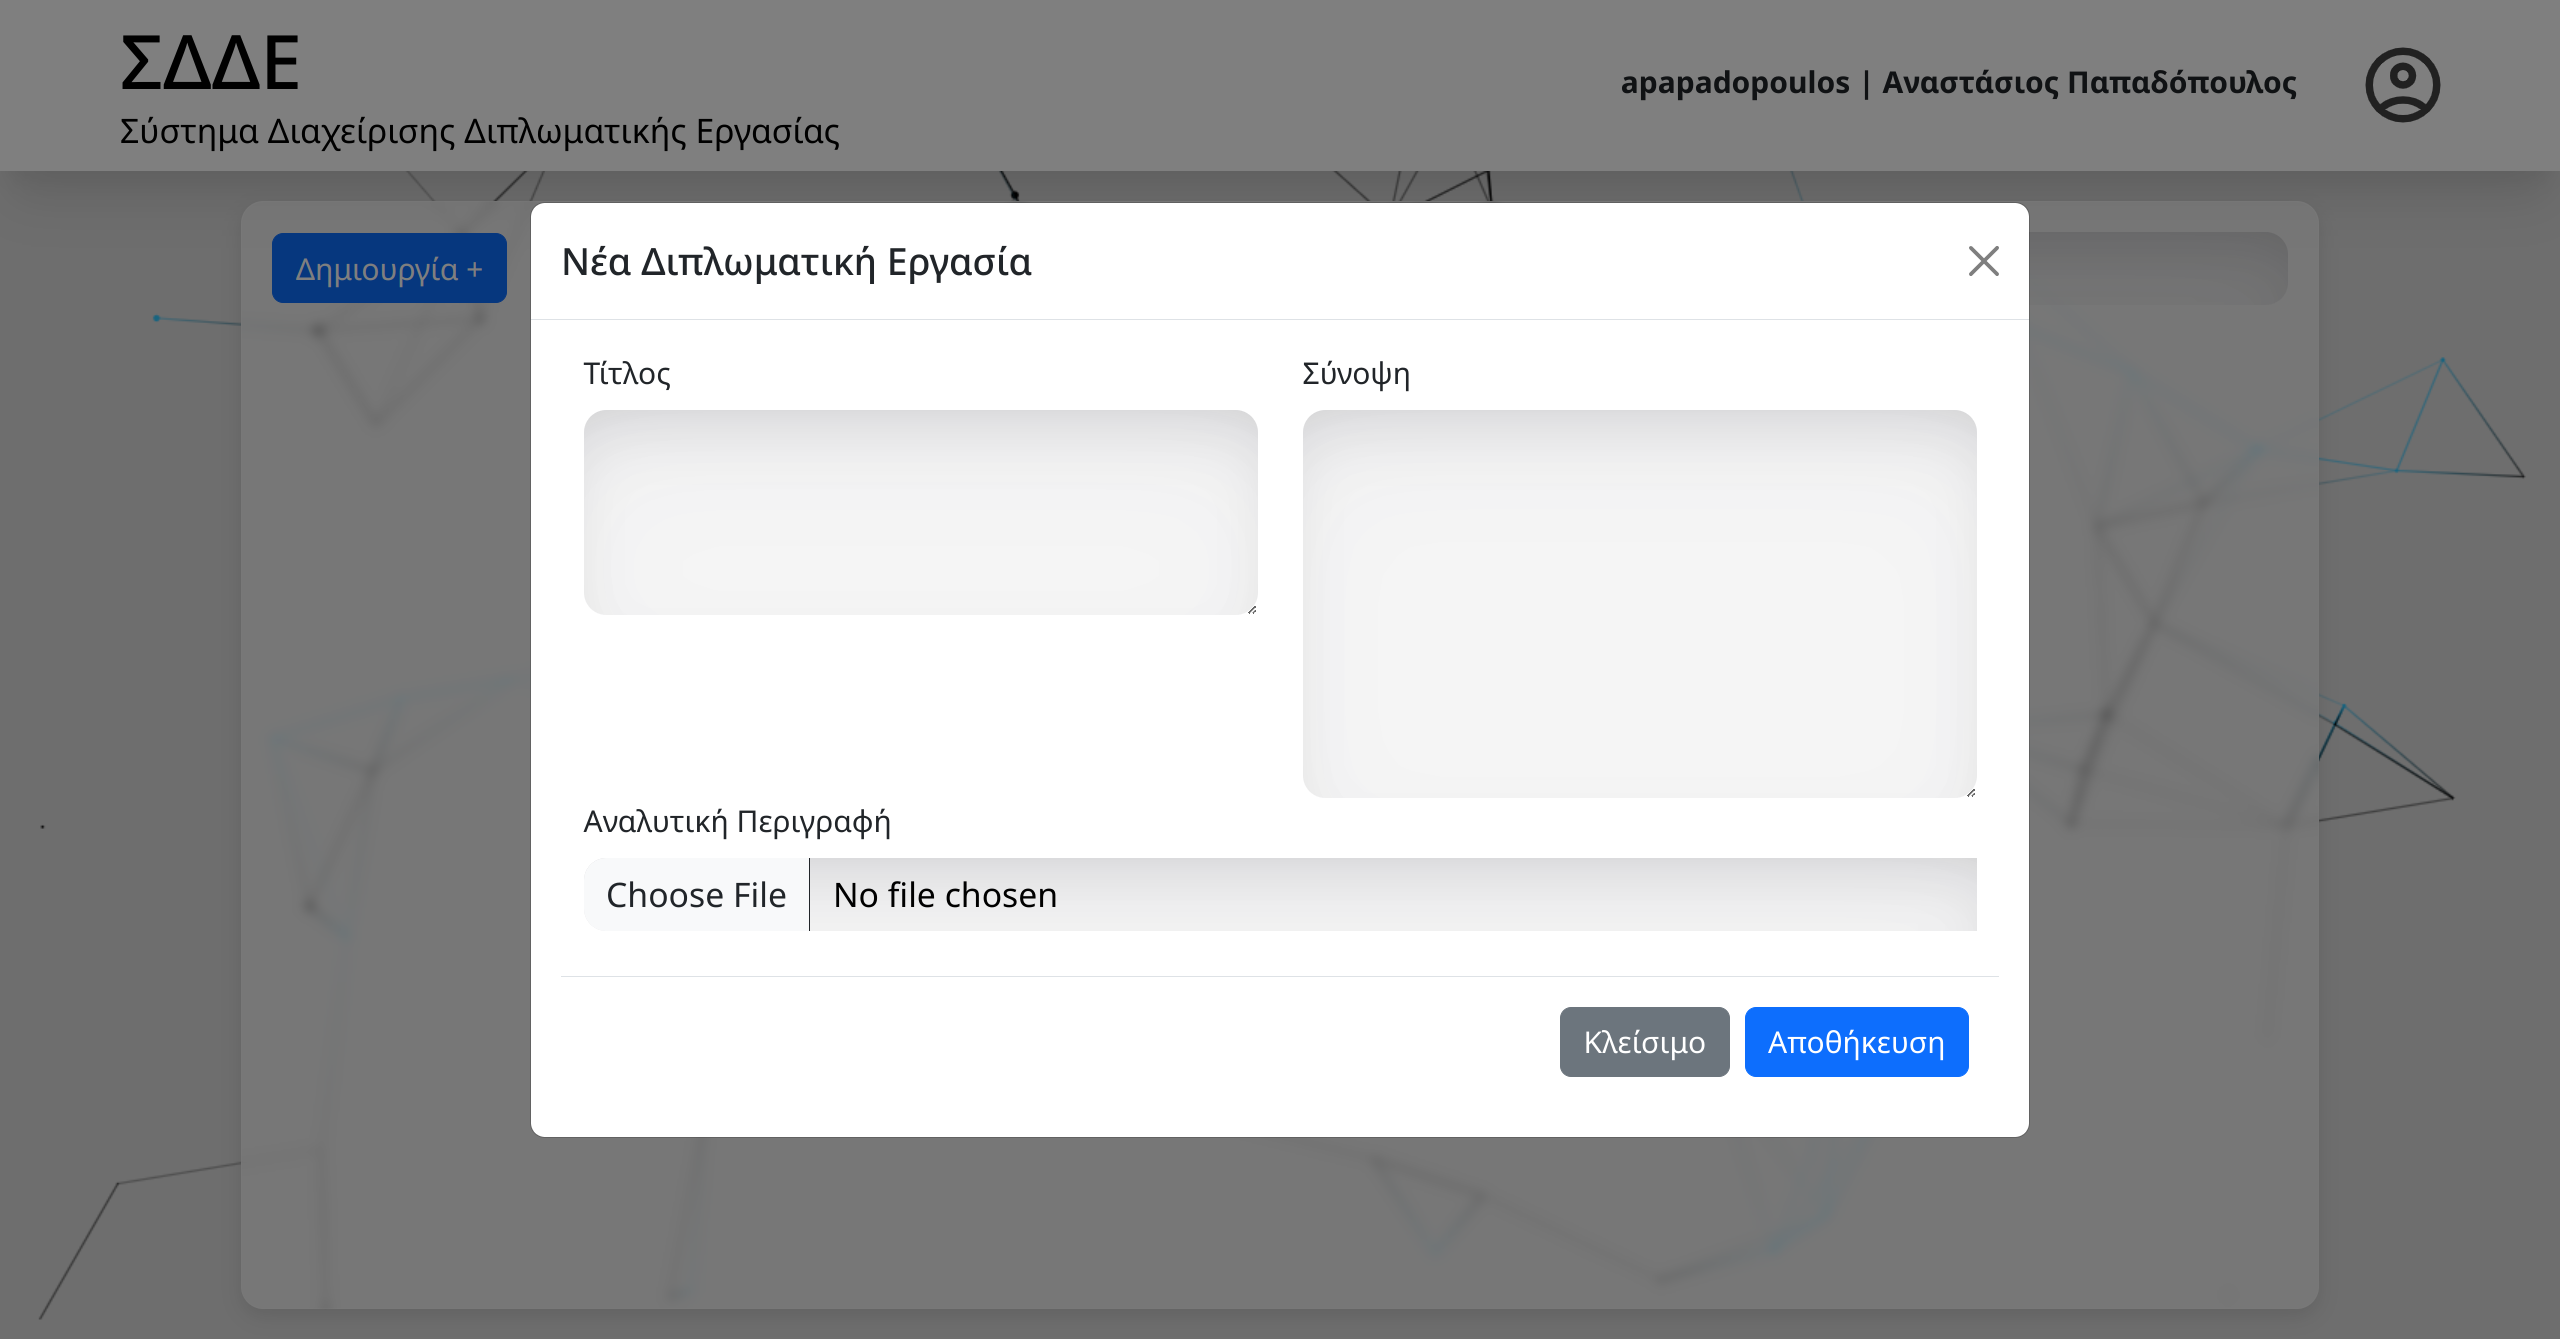 ΣΔΔΕ
Σύστημα Διαχείρισης Διπλωματικής Εργασίας
apapadopoulos | Αναστάσιος Παπαδόπουλος
Δημιουργία +
Νέα Διπλωματική Εργασία
Τίτλος
Σύνοψη
Αναλυτική Περιγραφή
Choose File
No file chosen
Κλείσιμο
Αποθήκευση